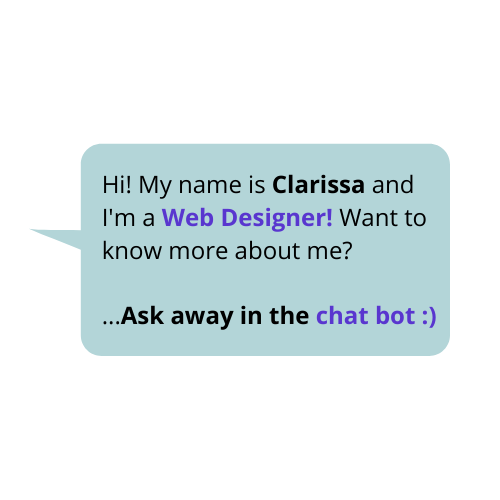 Hi! My name is Clarissa and
I'm a Web Designer! Want to
know more about me?
...Ask away in the chat bot :)